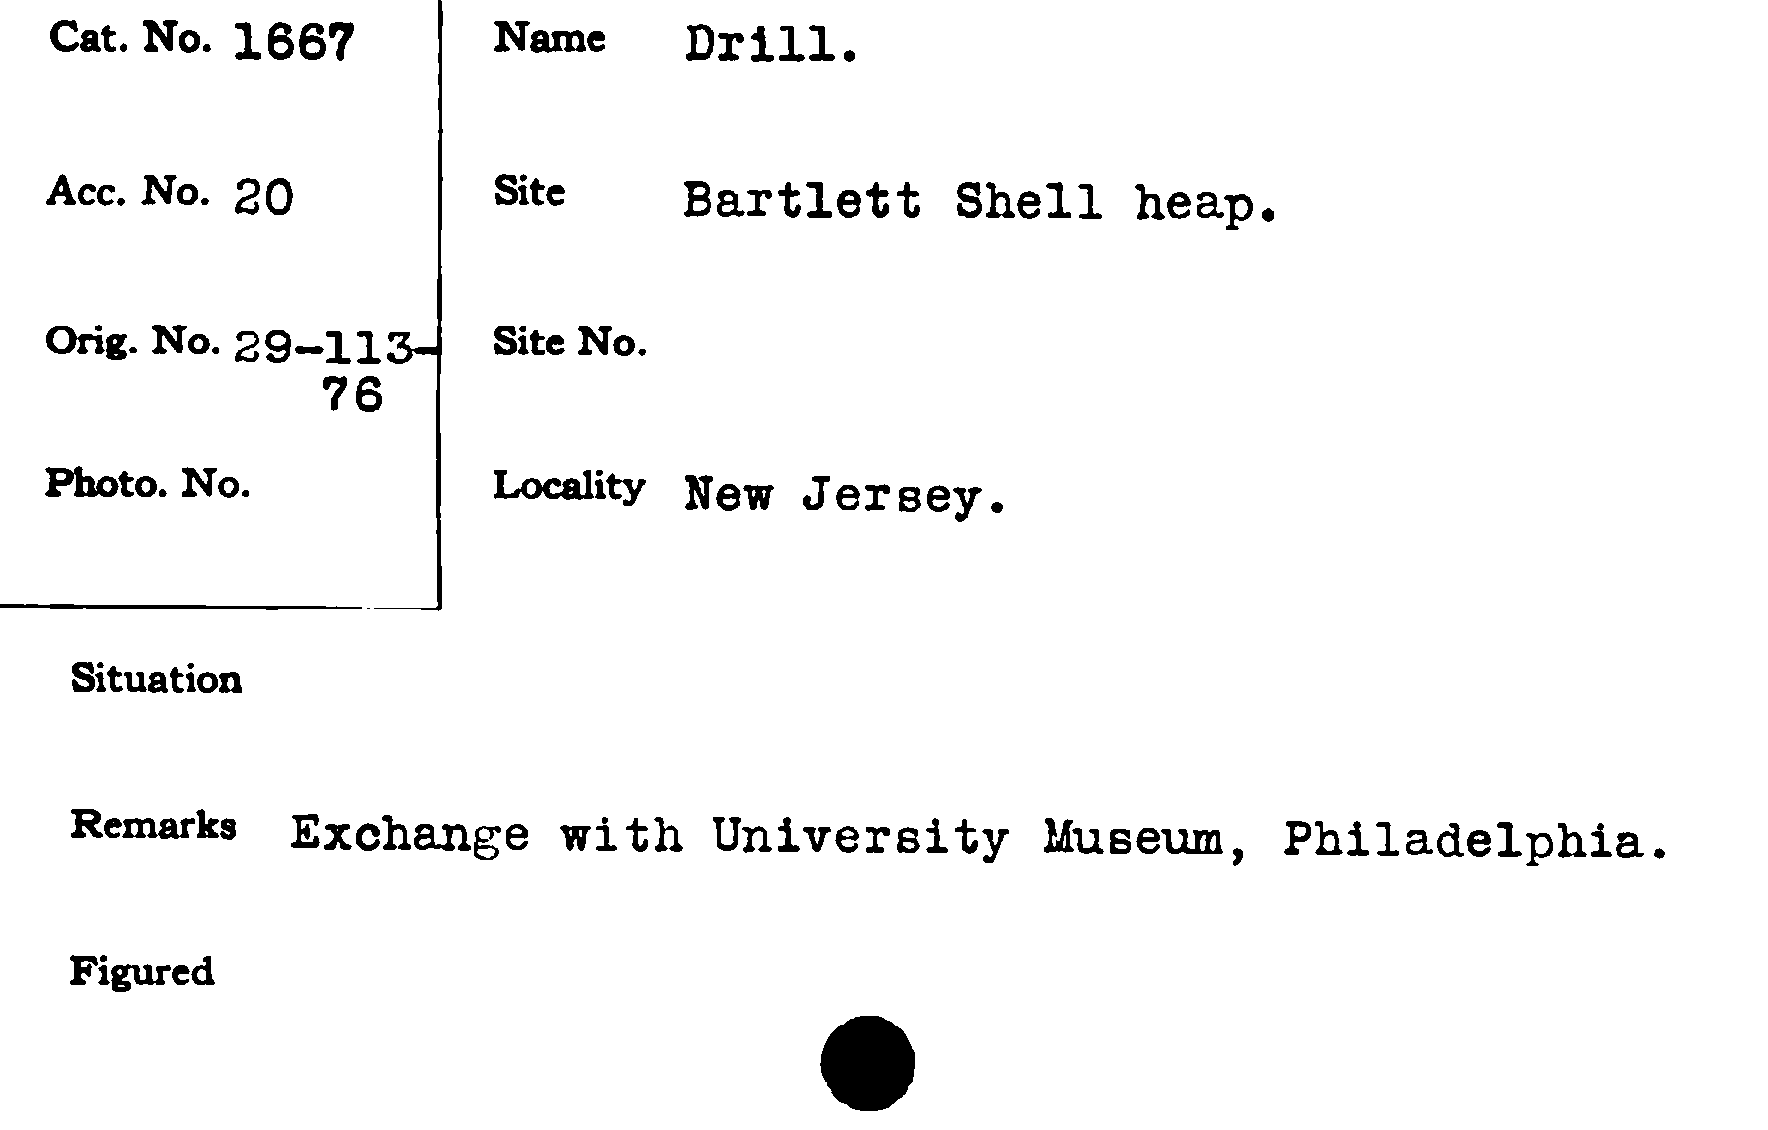 Cat. No. 1667
Acc. No. 20
Orig. No. 29-113-
76
Photo. No.
Name Drill.
Site Bartlett Shell heap.
Site No.
Locality New Jersey.
Situation
Remarks Exchange with University Museum, Philadelphia.
Figured